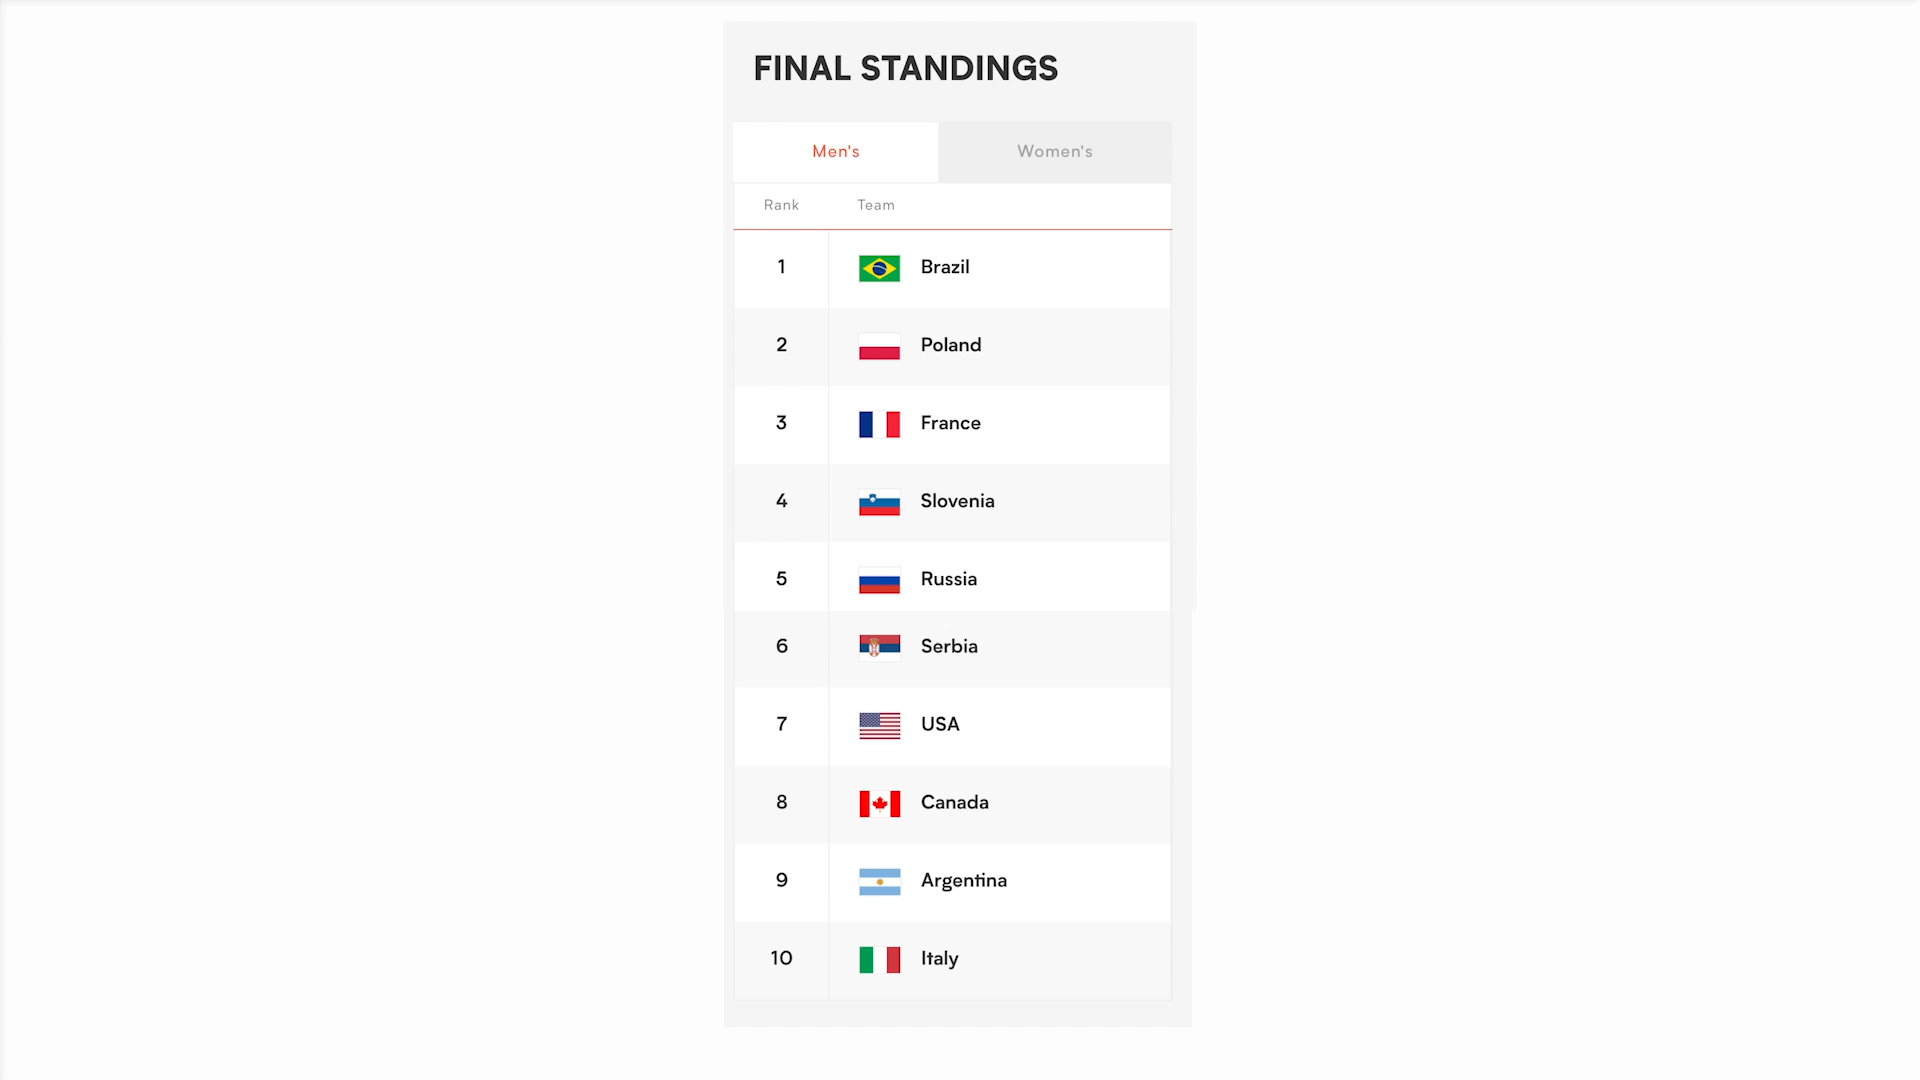 FINAL STANDINGS
Men's Women's
Rank Team
1 Brazil
2 Poland
3 France
4 Slovenia
5 Russia
6 Serbia
7 USA
8 Canada
9 Argentina
10 Italy